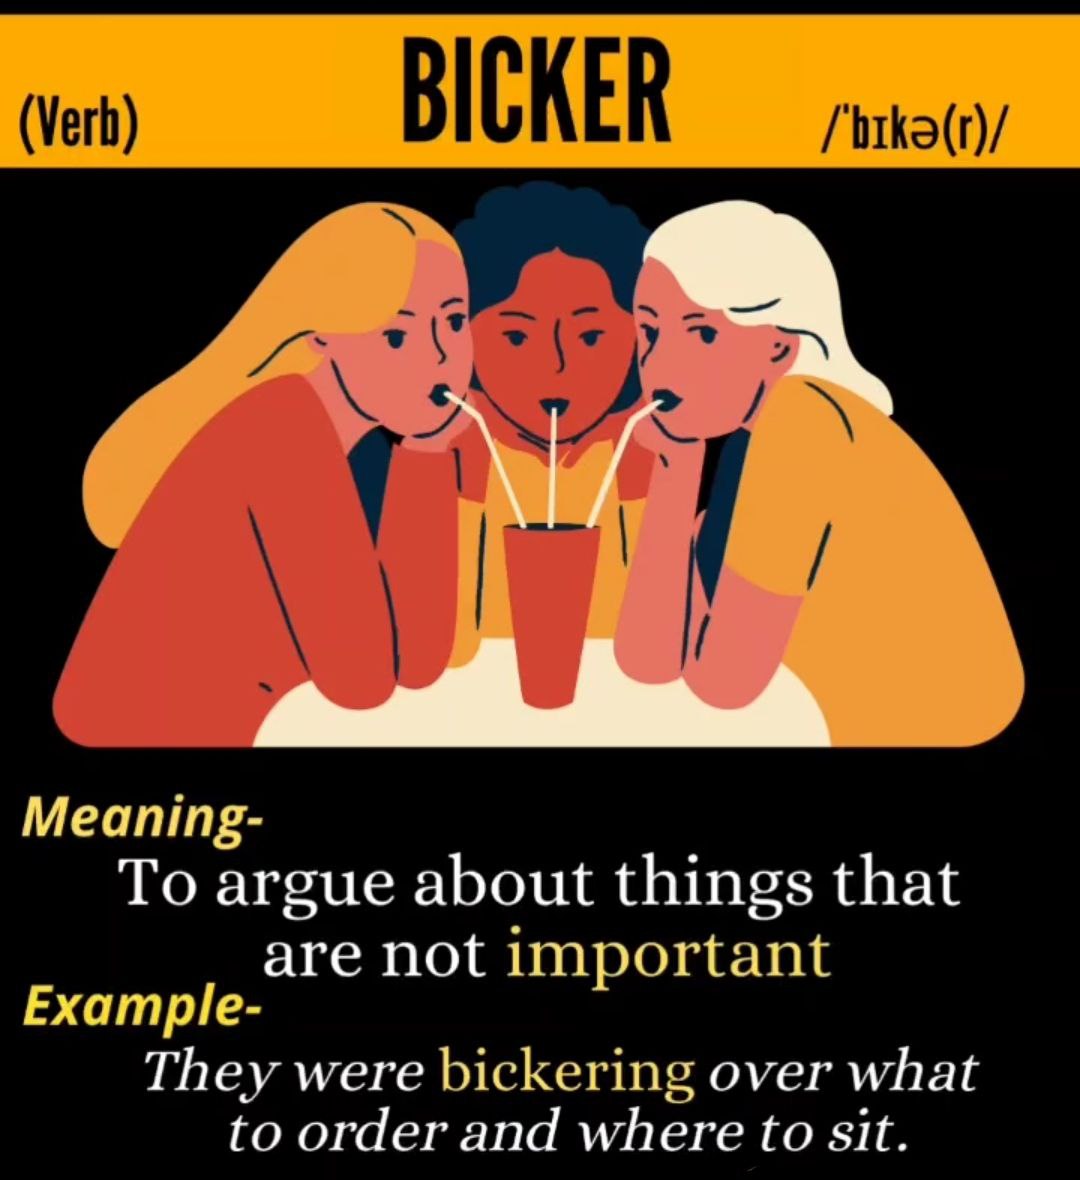 BICKER
(Verb)
/ˈbɪkə(r)/
Meaning-
To argue about things that
are not important
Example-
They were bickering over what
to order and where to sit.